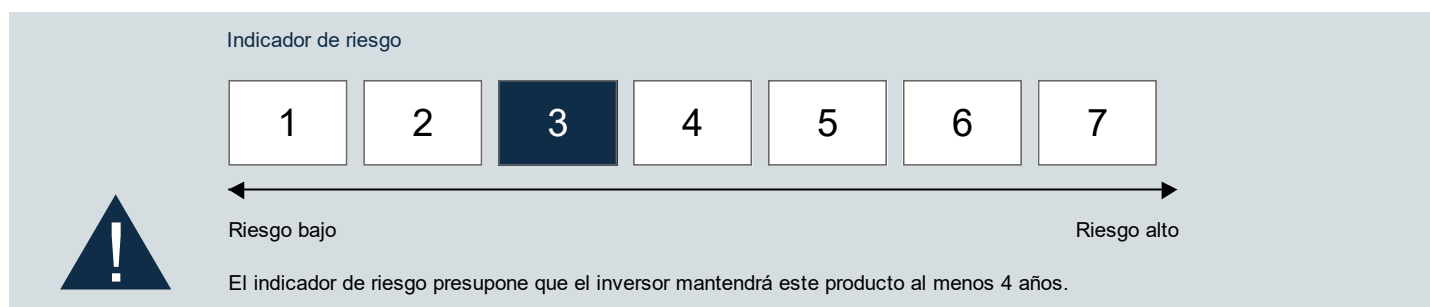 Indicador de riesgo
1 2 3 4 5 6 7
Riesgo bajo Riesgo alto
!
El indicador de riesgo presupone que el inversor mantendrá este producto al menos 4 años.